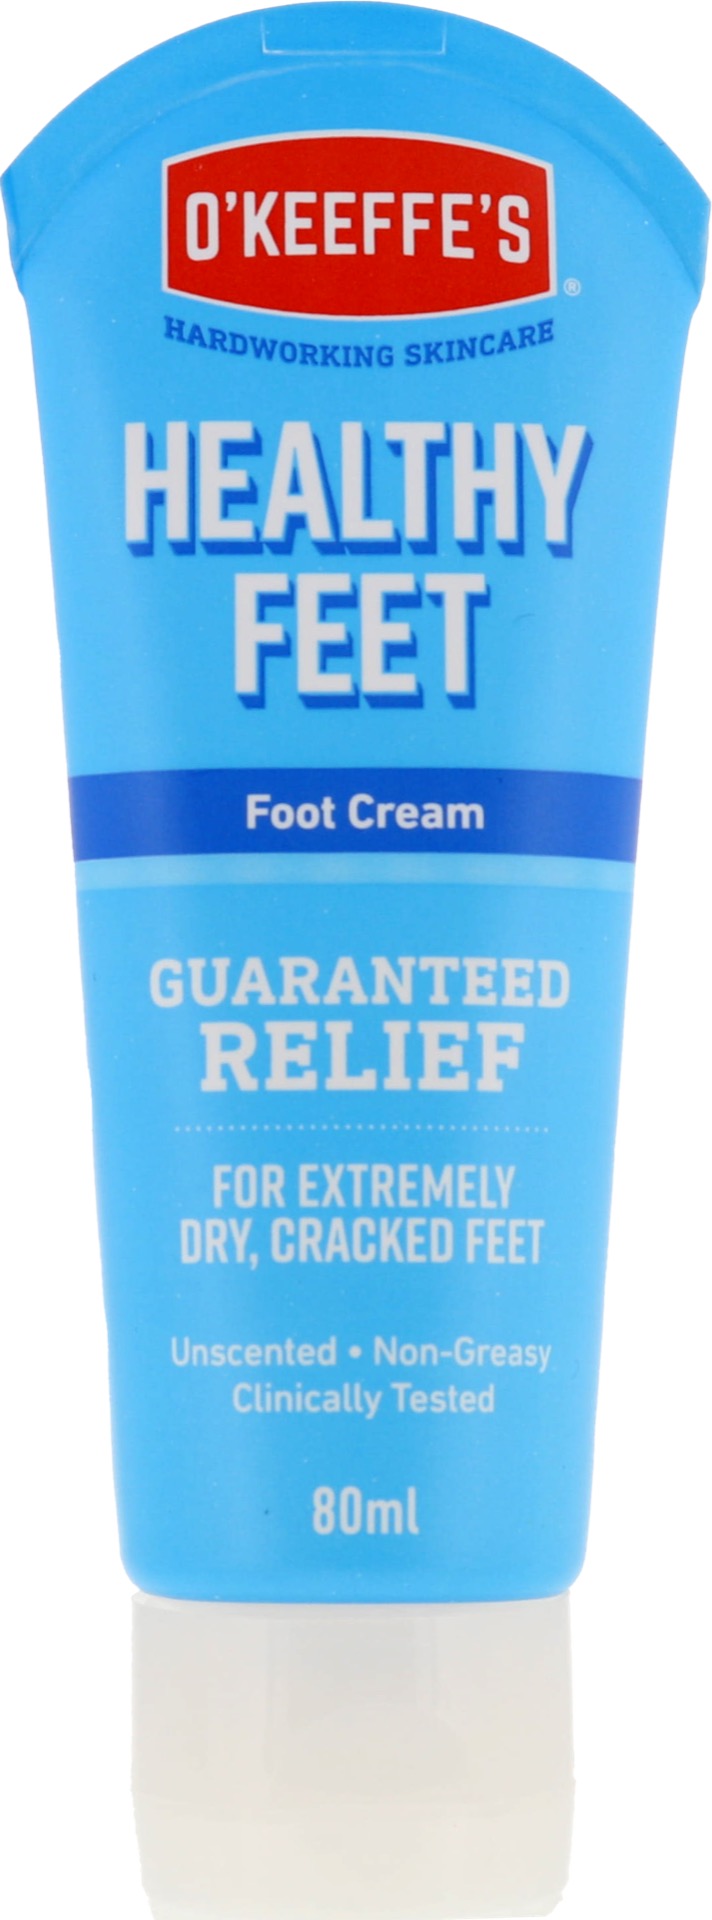 O'KEEFFE'S
®
HARDWORKING SKINCARE
HEALTHY
FEET
Foot Cream
GUARANTEED
RELIEF
FOR EXTREMELY
DRY, CRACKED FEET
Unscented • Non-Greasy
Clinically Tested
80ml